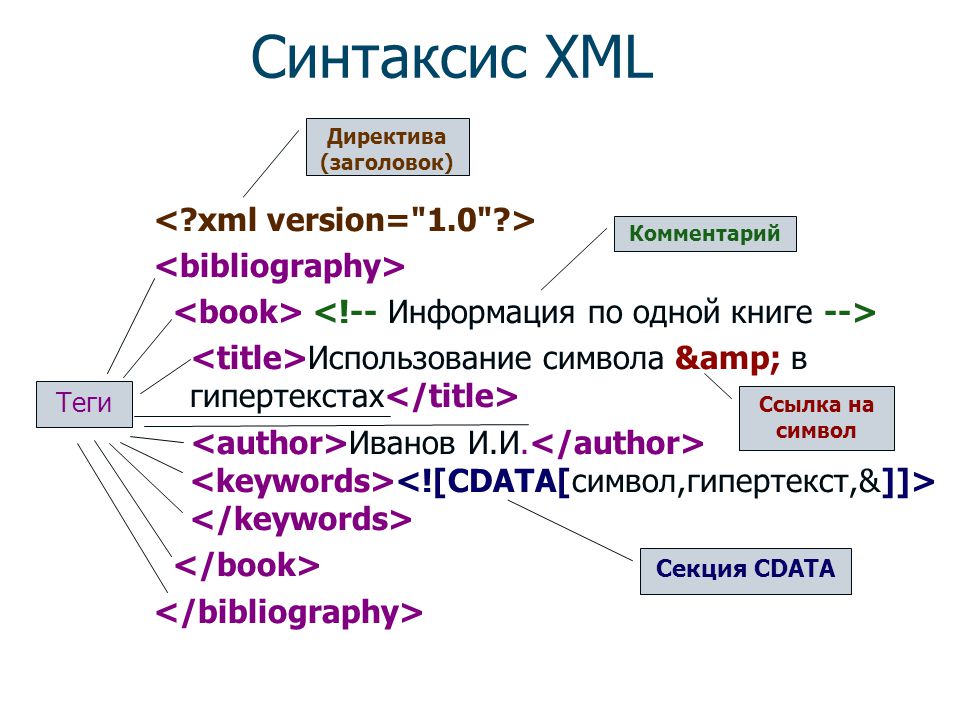 Синтаксис XML
Директива
(заголовок)
<?xml version="1.0"?>
Комментарий
<bibliography>
<book> <!-- Информация по одной книге -->
<title>Использование символа &amp; в
гипертекстах</title>
Теги
Ссылка на
символ
<author>Иванов И.И.</author>
<keywords><![CDATA[символ,гипертекст,&]]>
</keywords>
</book>
Секция CDATA
</bibliography>